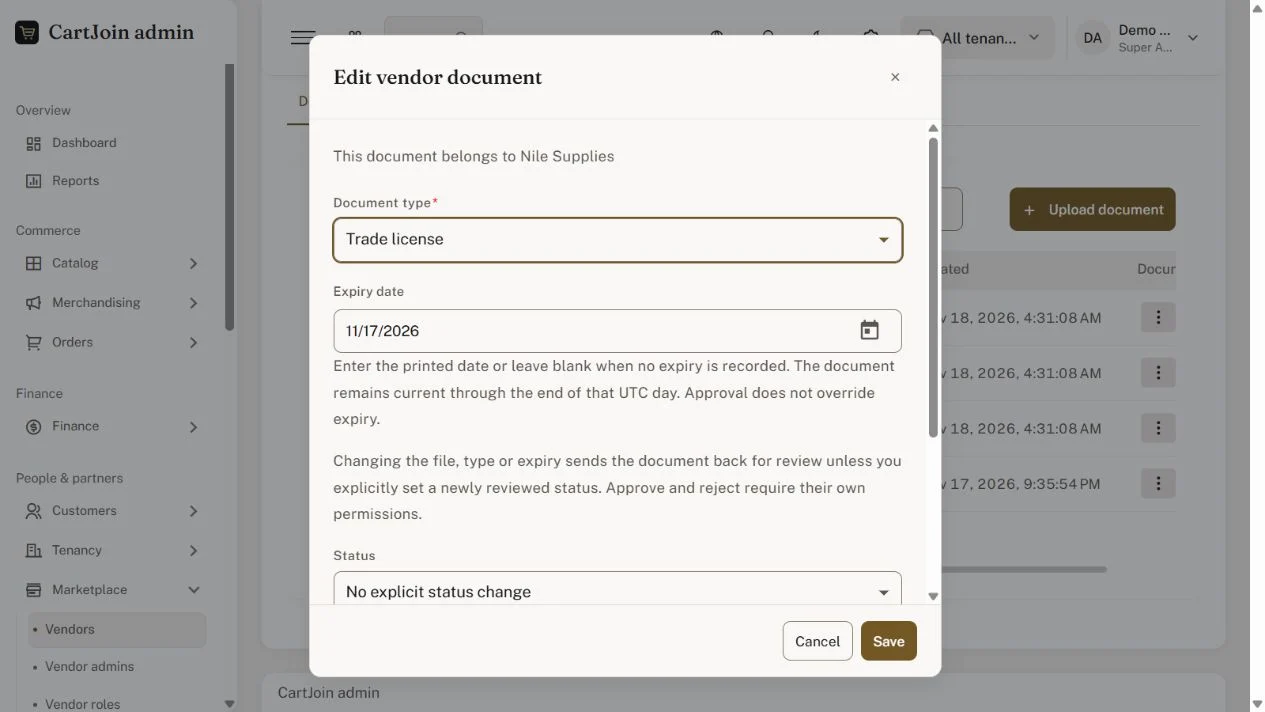 CartJoin admin
Overview
Dashboard
Reports
Commerce
Catalog
Merchandising
Orders
Finance
Finance
People & partners
Customers
Tenancy
Marketplace
Vendors
Vendor admins
Vendor roles
All tenan...
DA
Demo ...
Super A...
D
Upload document
ated
Docur
18, 2026, 4:31:08 AM
18, 2026, 4:31:08 AM
18, 2026, 4:31:08 AM
17, 2026, 9:35:54 PM
Edit vendor document
This document belongs to Nile Supplies
Document type*
Trade license
Expiry date
11/17/2026
Enter the printed date or leave blank when no expiry is recorded. The document
remains current through the end of that UTC day. Approval does not override
expiry.
Changing the file, type or expiry sends the document back for review unless you
explicitly set a newly reviewed status. Approve and reject require their own
permissions.
Status
No explicit status change
Cancel
Save
CartJoin admin